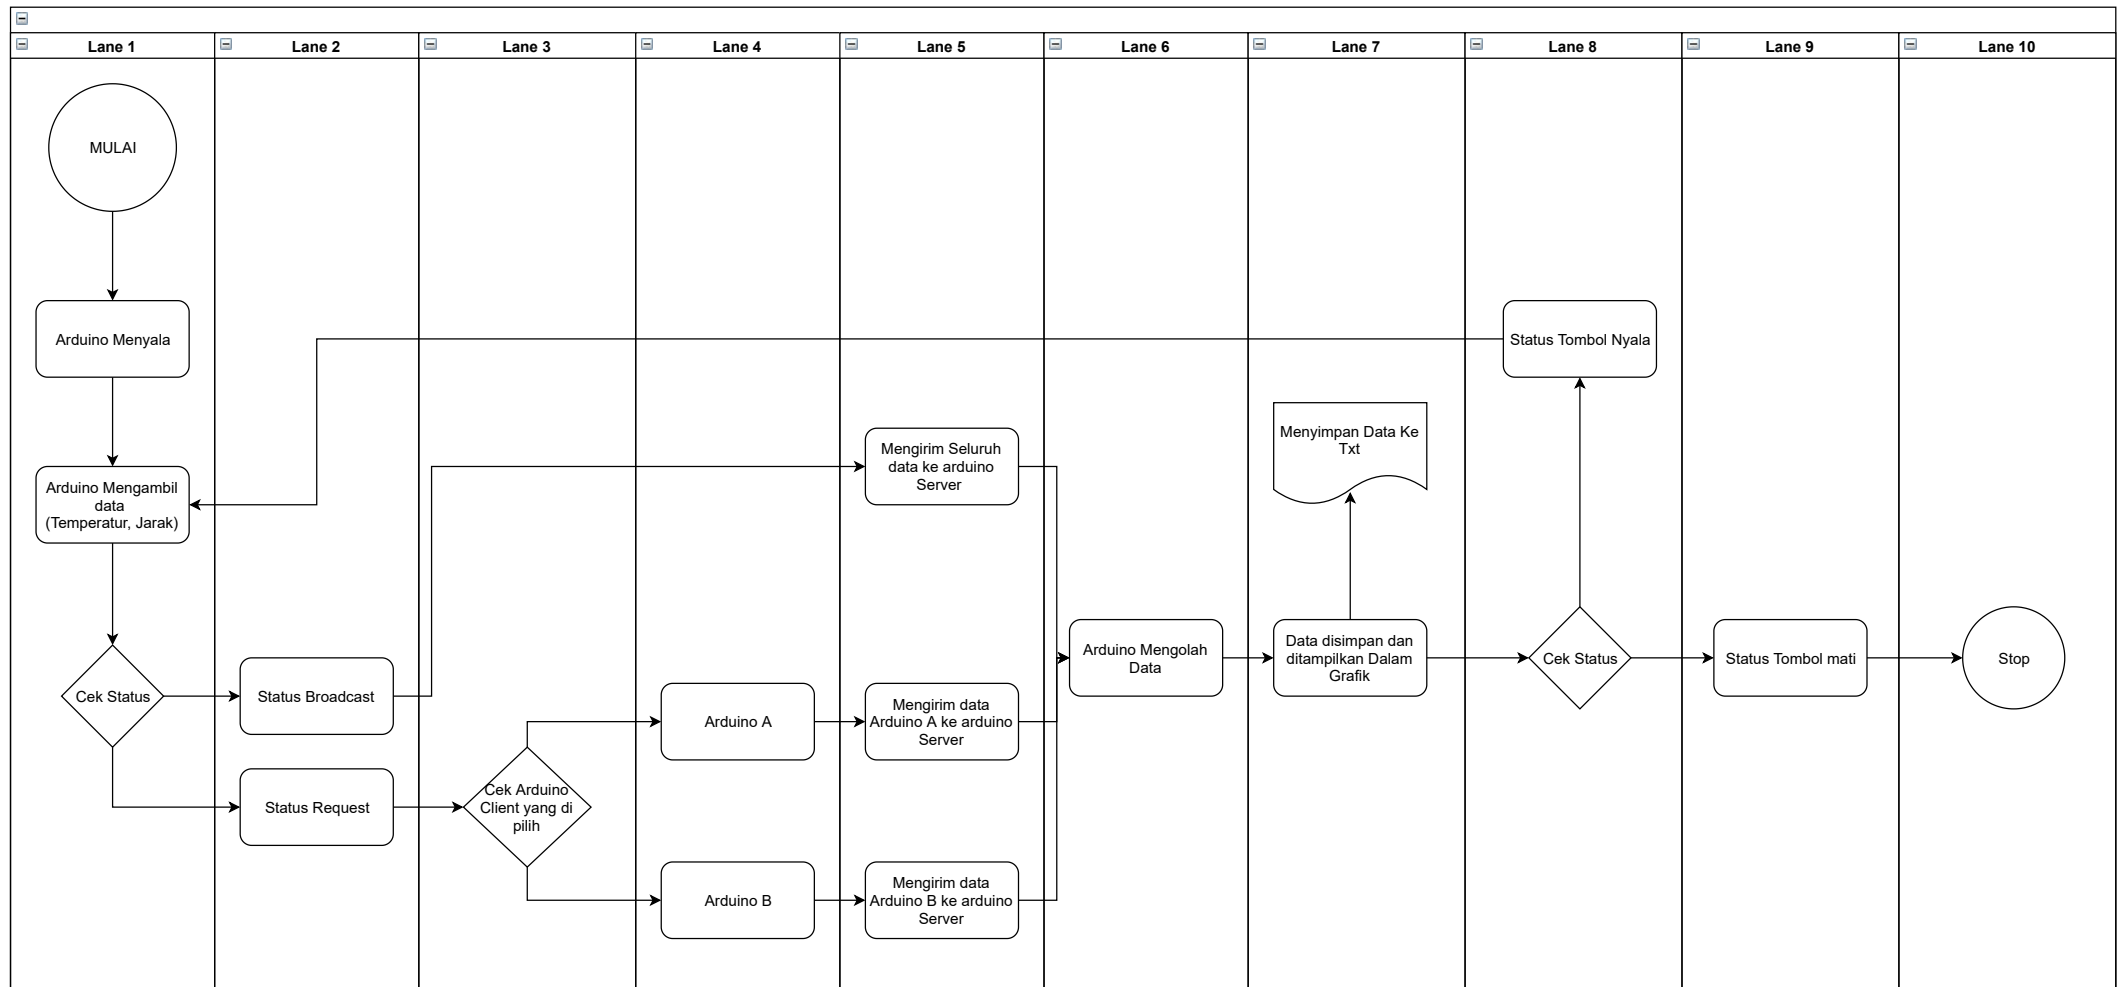 Lane 1
Lane 2
Lane 3
Lane 4
Lane 5
Lane 6
Lane 7
Lane 8
Lane 9
Lane 10
MULAI
Arduino Menyala
Arduino Mengambil
data
(Temperatur, Jarak)
Cek Status
Status Broadcast
Status Request
Cek Arduino
Client yang di
pilih
Arduino A
Arduino B
Mengirim Seluruh
data ke arduino
Server
Mengirim data
Arduino A ke arduino
Server
Mengirim data
Arduino B ke arduino
Server
Arduino Mengolah
Data
Menyimpan Data Ke
Txt
Data disimpan dan
ditampilkan Dalam
Grafik
Status Tombol Nyala
Cek Status
Status Tombol mati
Stop